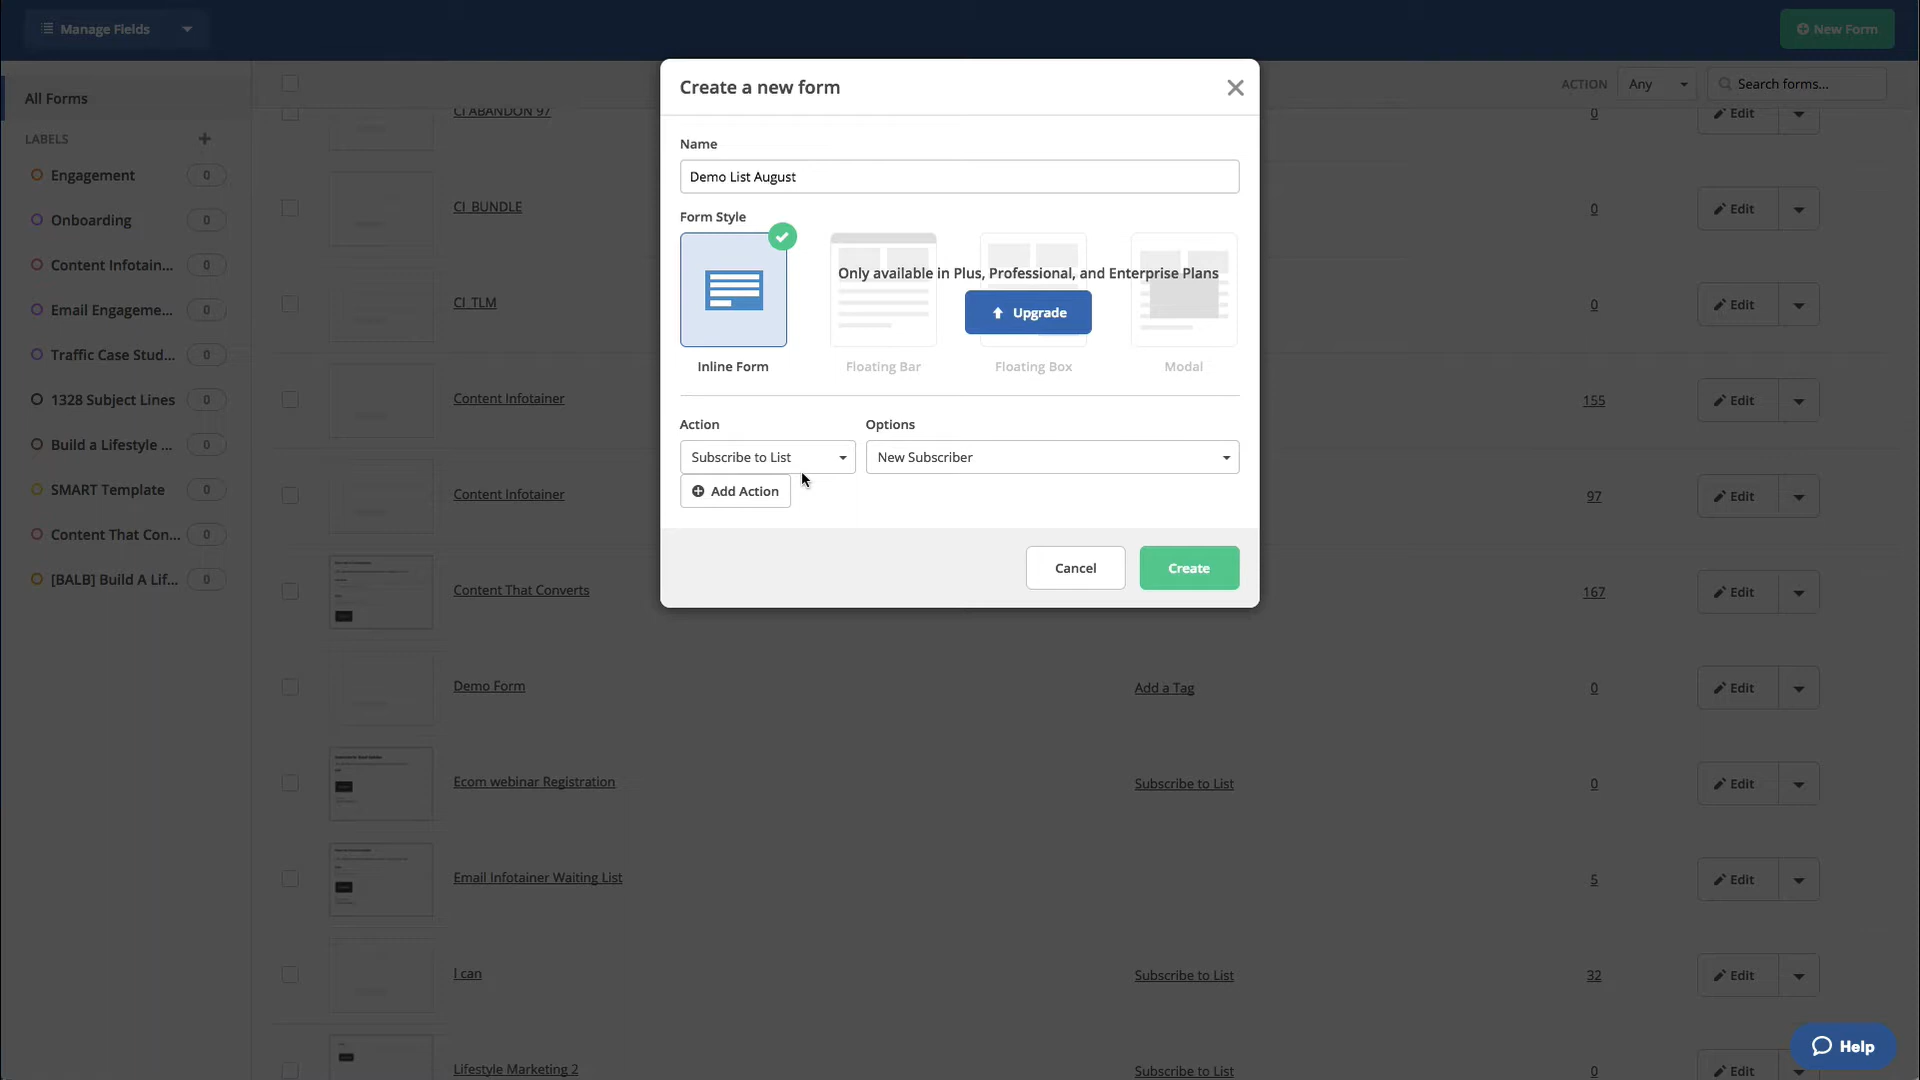 Manage Fields
New Form
All Forms
ACTION
Any
Search forms...
LABELS
Engagement 0
Onboarding 0
Content Infotain... 0
Email Engageme... 0
Traffic Case Stud... 0
1328 Subject Lines 0
Build a Lifestyle ... 0
SMART Template 0
Content That Con... 0
[BALB] Build A Lif... 0
Create a new form
Name
Demo List August
Form Style
Only available in Plus, Professional, and Enterprise Plans
Upgrade
Inline Form
Floating Bar
Floating Box
Modal
Action
Options
Subscribe to List
New Subscriber
Add Action
Cancel
Create
CI ABANDON 97 0 Edit
CI_BUNDLE 0 Edit
CI_TLM 0 Edit
Content Infotainer 155 Edit
Content Infotainer 97 Edit
Content That Converts 167 Edit
Demo Form Add a Tag 0 Edit
Ecom webinar Registration Subscribe to List 0 Edit
Email Infotainer Waiting List 5 Edit
I can Subscribe to List 32 Edit
Lifestyle Marketing 2 Subscribe to List 0 Edit
Help